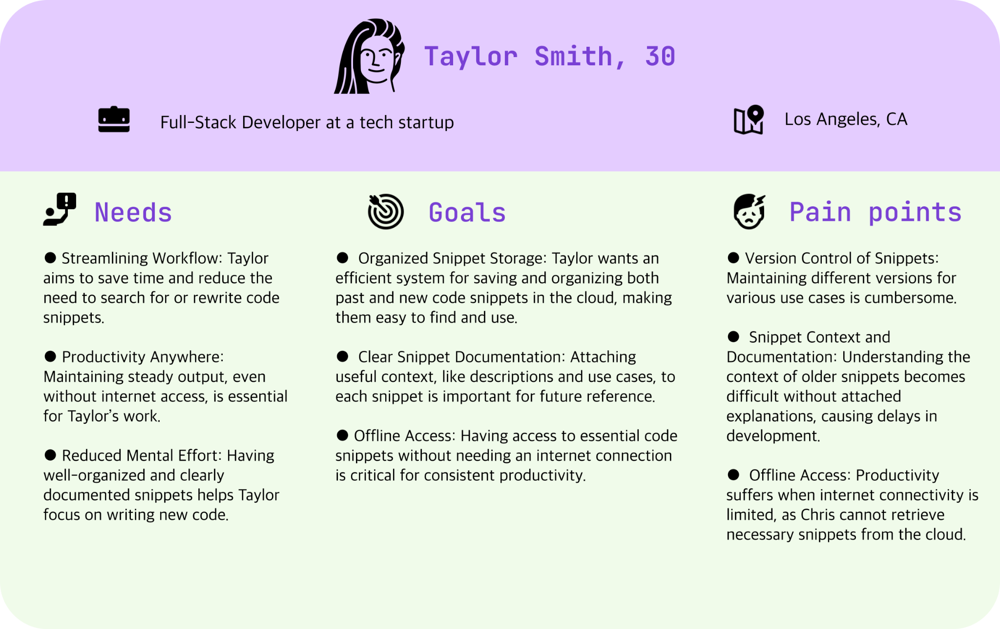 Taylor Smith, 30
Full-Stack Developer at a tech startup
Los Angeles, CA
Needs
● Streamlining Workflow: Taylor
aims to save time and reduce the
need to search for or rewrite code
snippets.
● Productivity Anywhere:
Maintaining steady output, even
without internet access, is essential
for Taylor’s work.
● Reduced Mental Effort: Having
well-organized and clearly
documented snippets helps Taylor
focus on writing new code.
Goals
● Organized Snippet Storage: Taylor wants an
efficient system for saving and organizing both
past and new code snippets in the cloud, making
them easy to find and use.
● Clear Snippet Documentation: Attaching
useful context, like descriptions and use cases, to
each snippet is important for future reference.
● Offline Access: Having access to essential code
snippets without needing an internet connection
is critical for consistent productivity.
Pain points
● Version Control of Snippets:
Maintaining different versions for
various use cases is cumbersome.
● Snippet Context and
Documentation: Understanding the
context of older snippets becomes
difficult without attached
explanations, causing delays in
development.
● Offline Access: Productivity
suffers when internet connectivity is
limited, as Chris cannot retrieve
necessary snippets from the cloud.